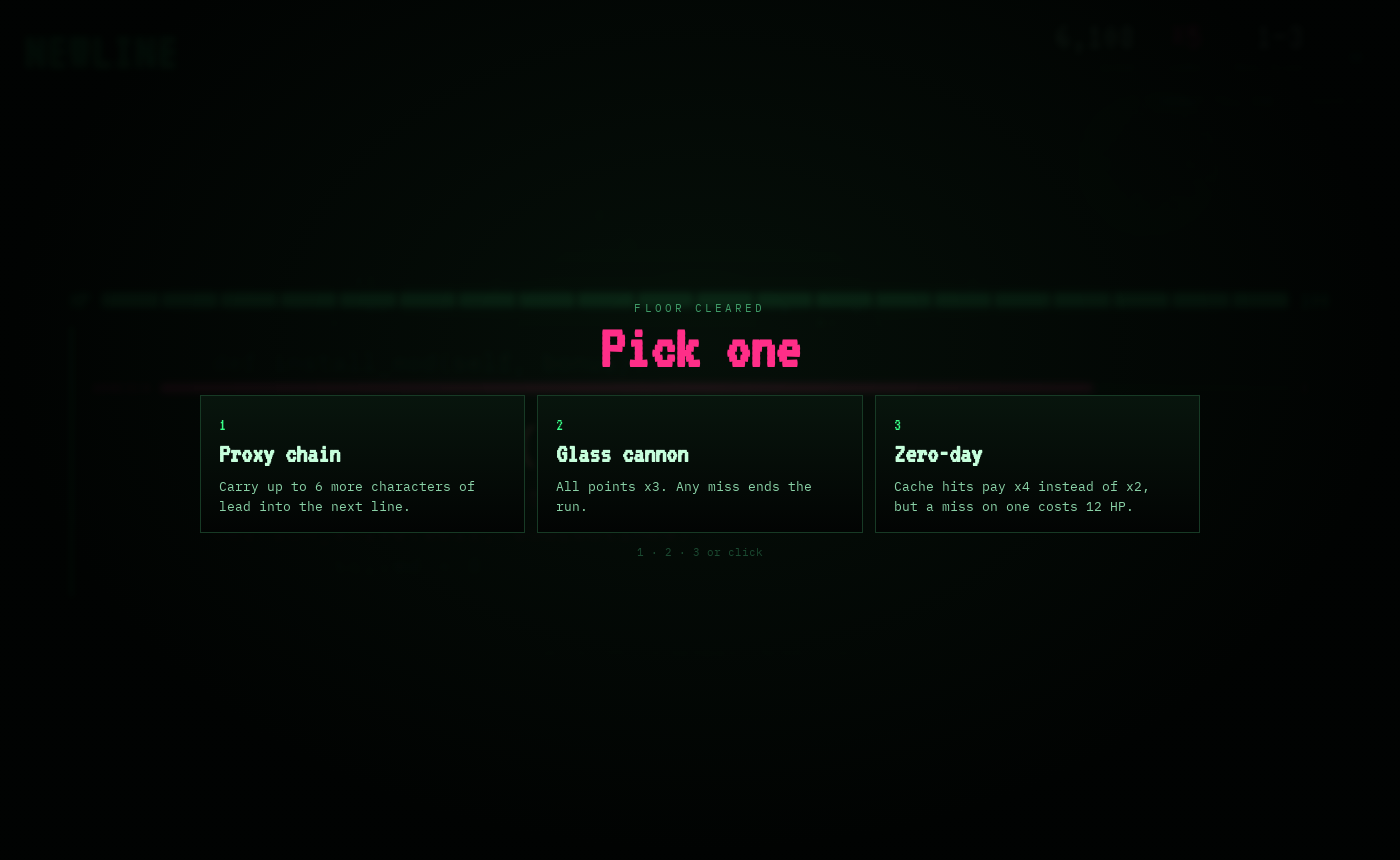 FLOOR CLEARED
Pick one
1
Proxy chain
Carry up to 6 more characters of
lead into the next line.
2
Glass cannon
All points x3. Any miss ends the
run.
3
Zero-day
Cache hits pay x4 instead of x2,
but a miss on one costs 12 HP.
1 · 2 · 3 or click